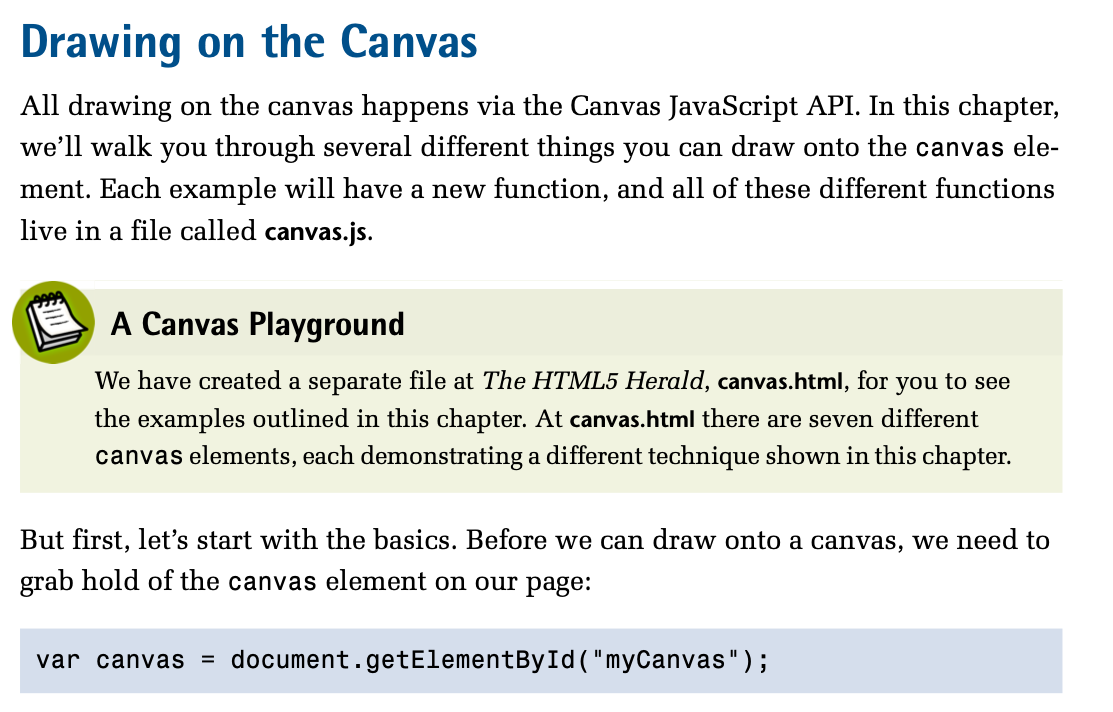 Drawing on the Canvas
All drawing on the canvas happens via the Canvas JavaScript API. In this chapter,
we’ll walk you through several different things you can draw onto the canvas ele-
ment. Each example will have a new function, and all of these different functions
live in a file called canvas.js.
A Canvas Playground
We have created a separate file at The HTML5 Herald, canvas.html, for you to see
the examples outlined in this chapter. At canvas.html there are seven different
canvas elements, each demonstrating a different technique shown in this chapter.
But first, let’s start with the basics. Before we can draw onto a canvas, we need to
grab hold of the canvas element on our page:
var canvas = document.getElementById("myCanvas");